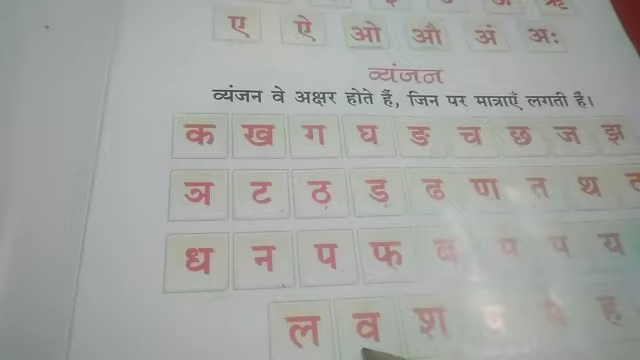 ए ऐ ओ औ अं अः
व्यंजन
व्यंजन वे अक्षर होते हैं, जिन पर मात्राएँ लगती हैं।
क ख ग घ ङ च छ ज झ
ञ ट ठ ड ढ ण त थ
ध न प फ ब य
ल व श ह